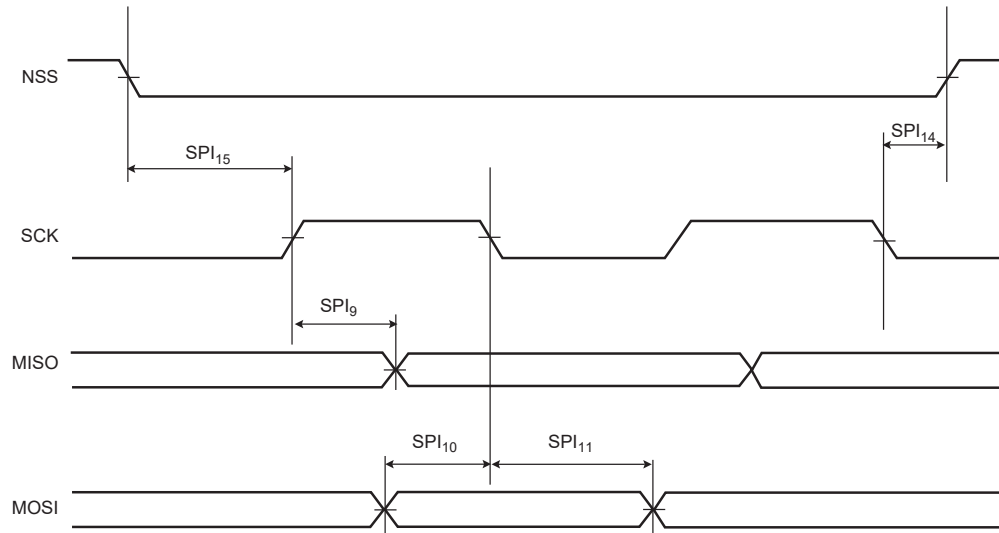 NSS
SPI₁₅
SPI₁₄
SCK
SPI₉
MISO
SPI₁₀
SPI₁₁
MOSI